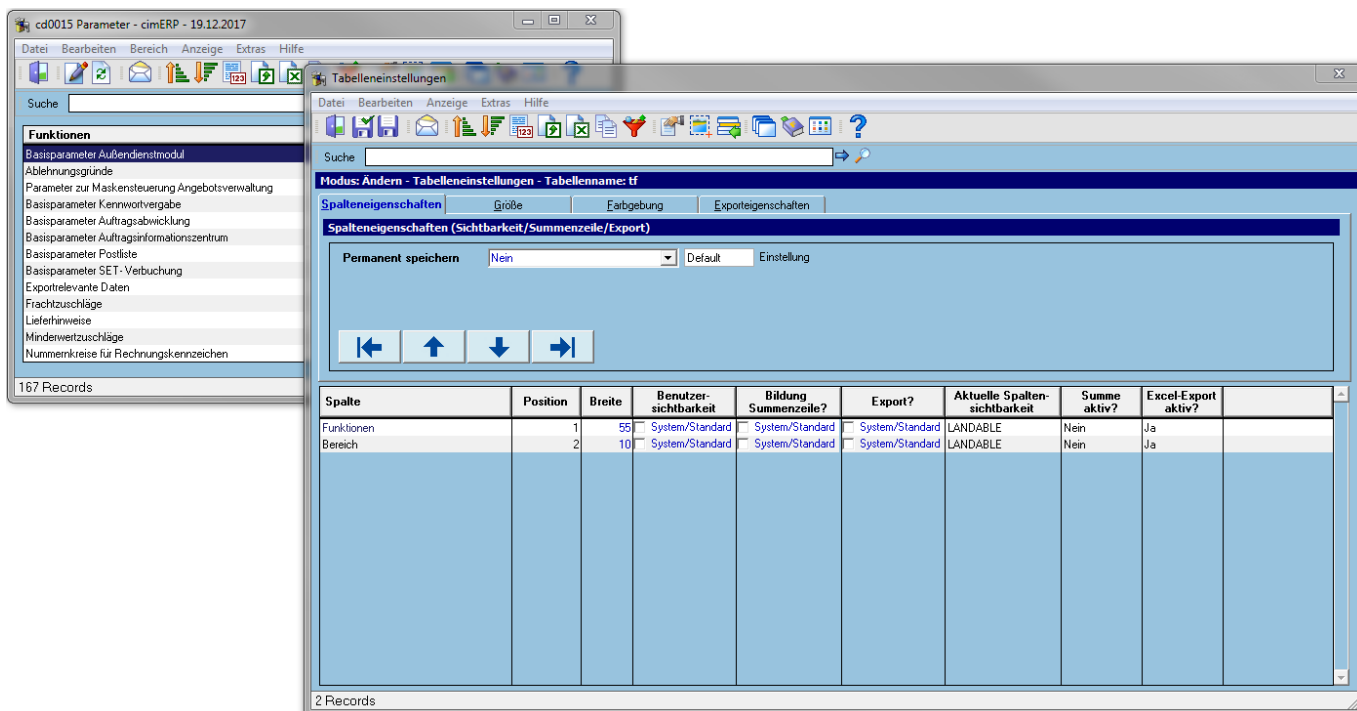 cd0015 Parameter - cimERP - 19.12.2017
Datei Bearbeiten Bereich Anzeige Extras Hilfe
Suche
Funktionen
Basisparameter Außendienstmodul
Ablehnungsgründe
Parameter zur Maskensteuerung Angebotsverwaltung
Basisparameter Kennwortvergabe
Basisparameter Auftragsabwicklung
Basisparameter Auftragsinformationszentrum
Basisparameter Postliste
Basisparameter SET- Verbuchung
Exportrelevante Daten
Frachtzuschläge
Lieferhinweise
Minderwertzuschläge
Nummernkreise für Rechnungskennzeichen
167 Records
Tabelleneinstellungen
Datei Bearbeiten Anzeige Extras Hilfe
Suche
Modus: Ändern - Tabelleneinstellungen - Tabellenname: tf
Spalteneigenschaften Größe Farbgebung Exporteigenschaften
Spalteneigenschaften (Sichtbarkeit/Summenzeile/Export)
Permanent speichern Nein Default Einstellung
Spalte Position Breite Benutzer-sichtbarkeit Bildung Summenzeile? Export? Aktuelle Spalten-sichtbarkeit Summe aktiv? Excel-Export aktiv?
Funktionen 1 55 System/Standard System/Standard System/Standard LANDABLE Nein Ja
Bereich 2 10 System/Standard System/Standard System/Standard LANDABLE Nein Ja
2 Records